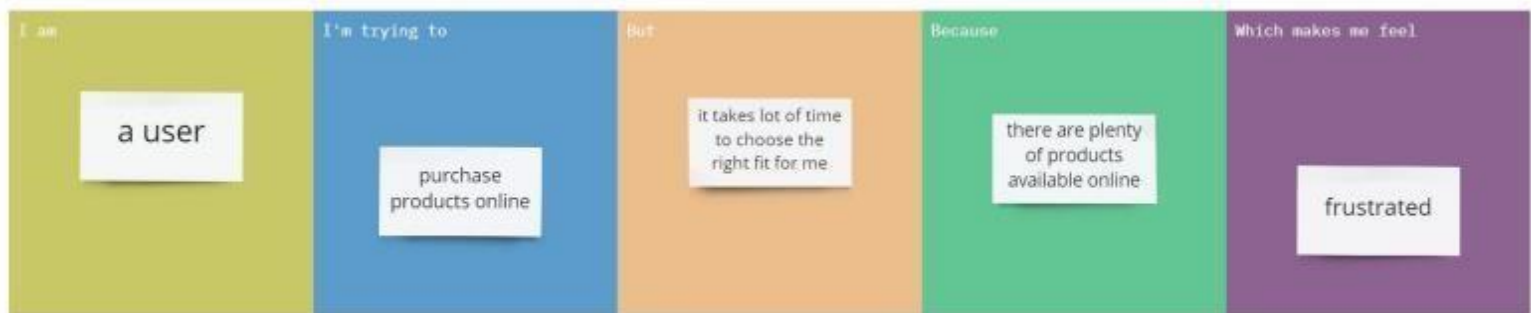 I am
a user
I'm trying to
purchase
products online
But
it takes lot of time
to choose the
right fit for me
Because
there are plenty
of products
available online
Which makes me feel
frustrated